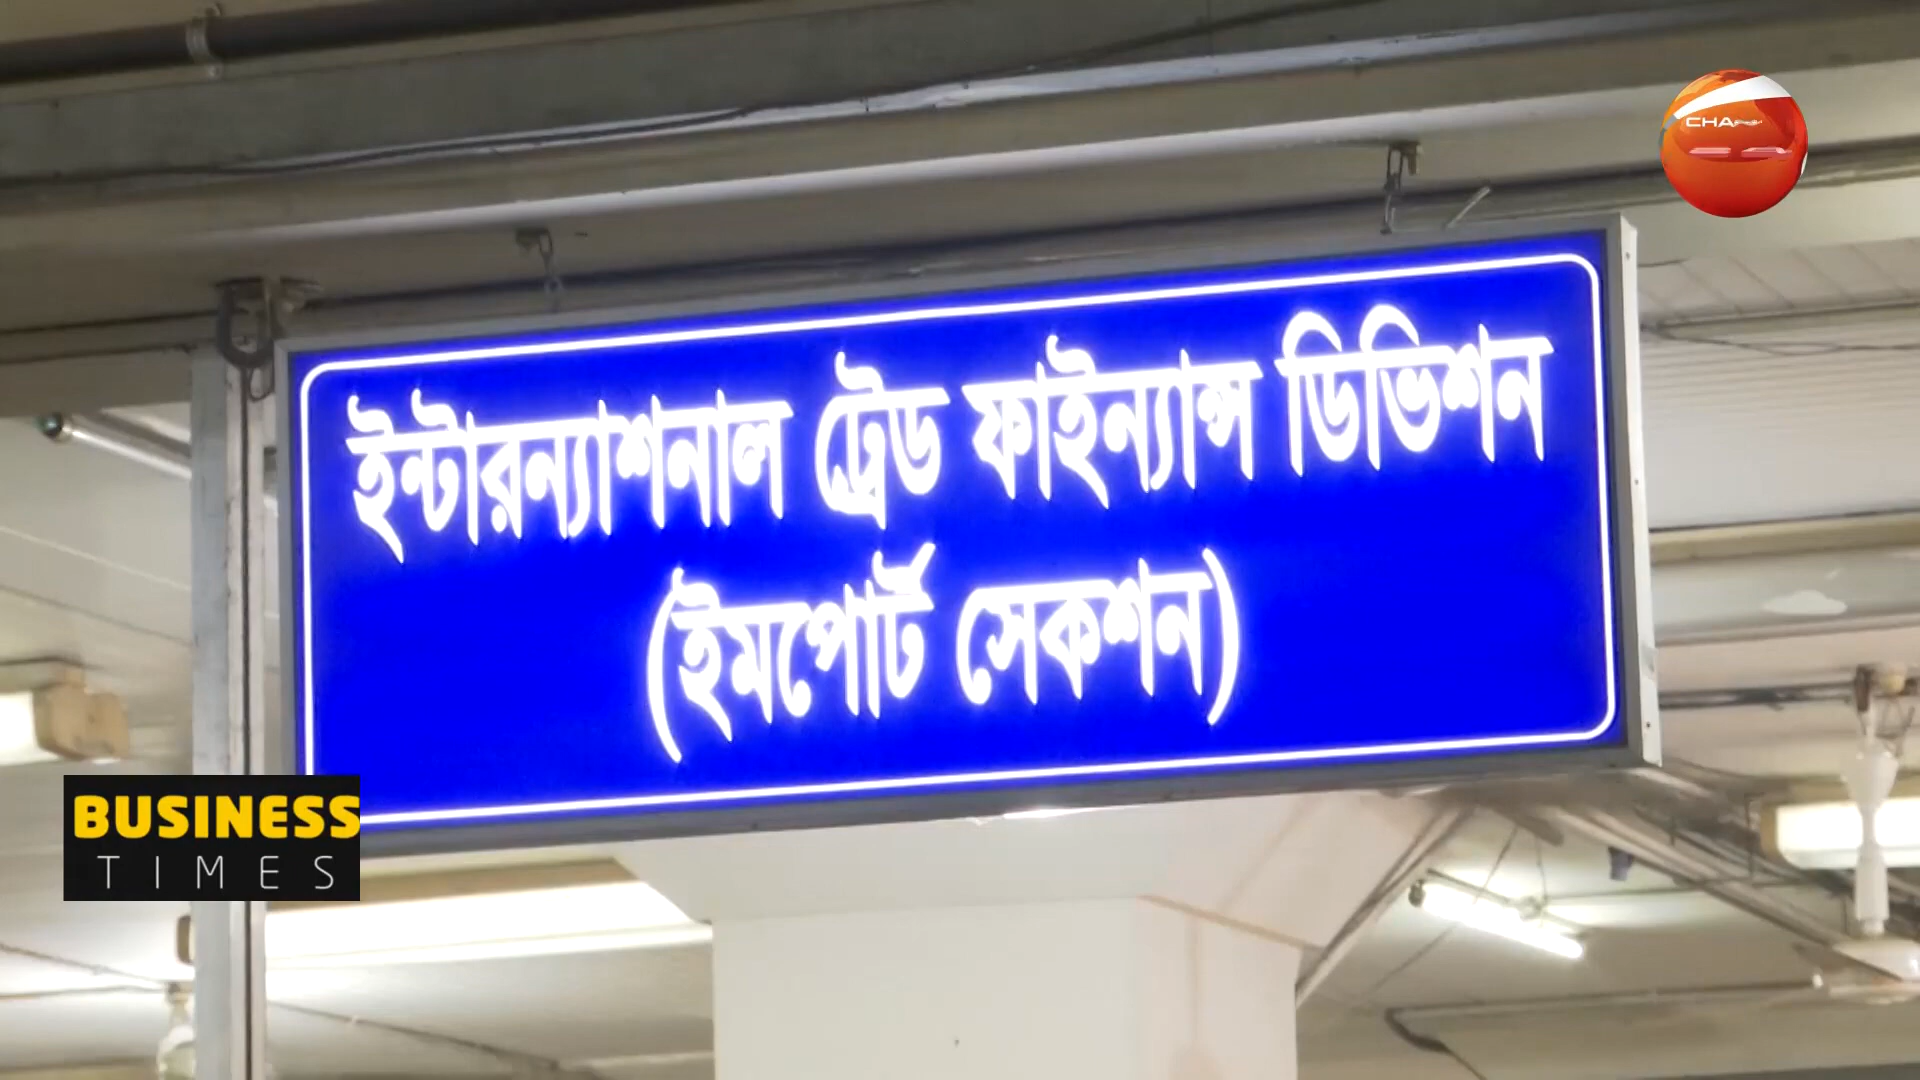 ইন্টারন্যাশনাল ট্রেড ফাইন্যান্স ডিভিশন
(ইমপোর্ট সেকশন)
BUSINESS
TIMES